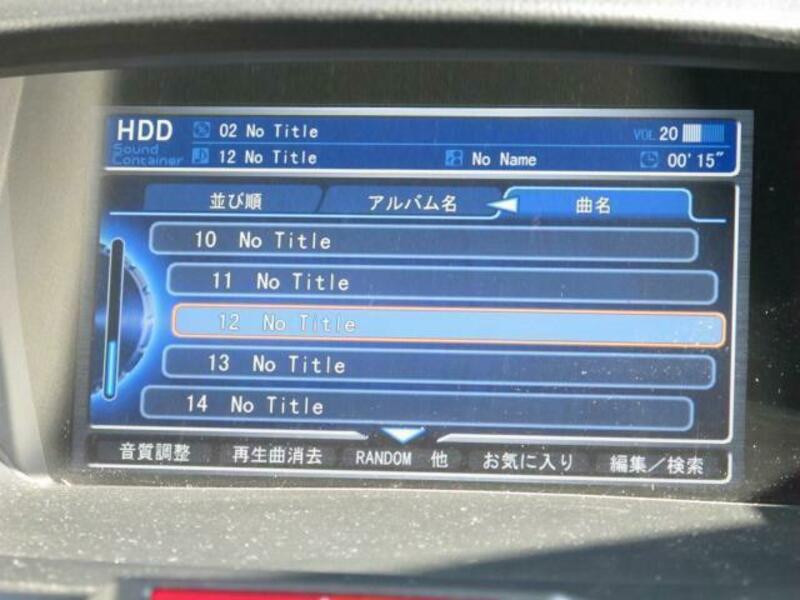 HDD 02 No Title VOL 20
Sound Container 12 No Title No Name 00'15"
並び順 アルバム名 曲名
10 No Title
11 No Title
12 No Title
13 No Title
14 No Title
音質調整 再生曲消去 RANDOM 他 お気に入り 編集/検索